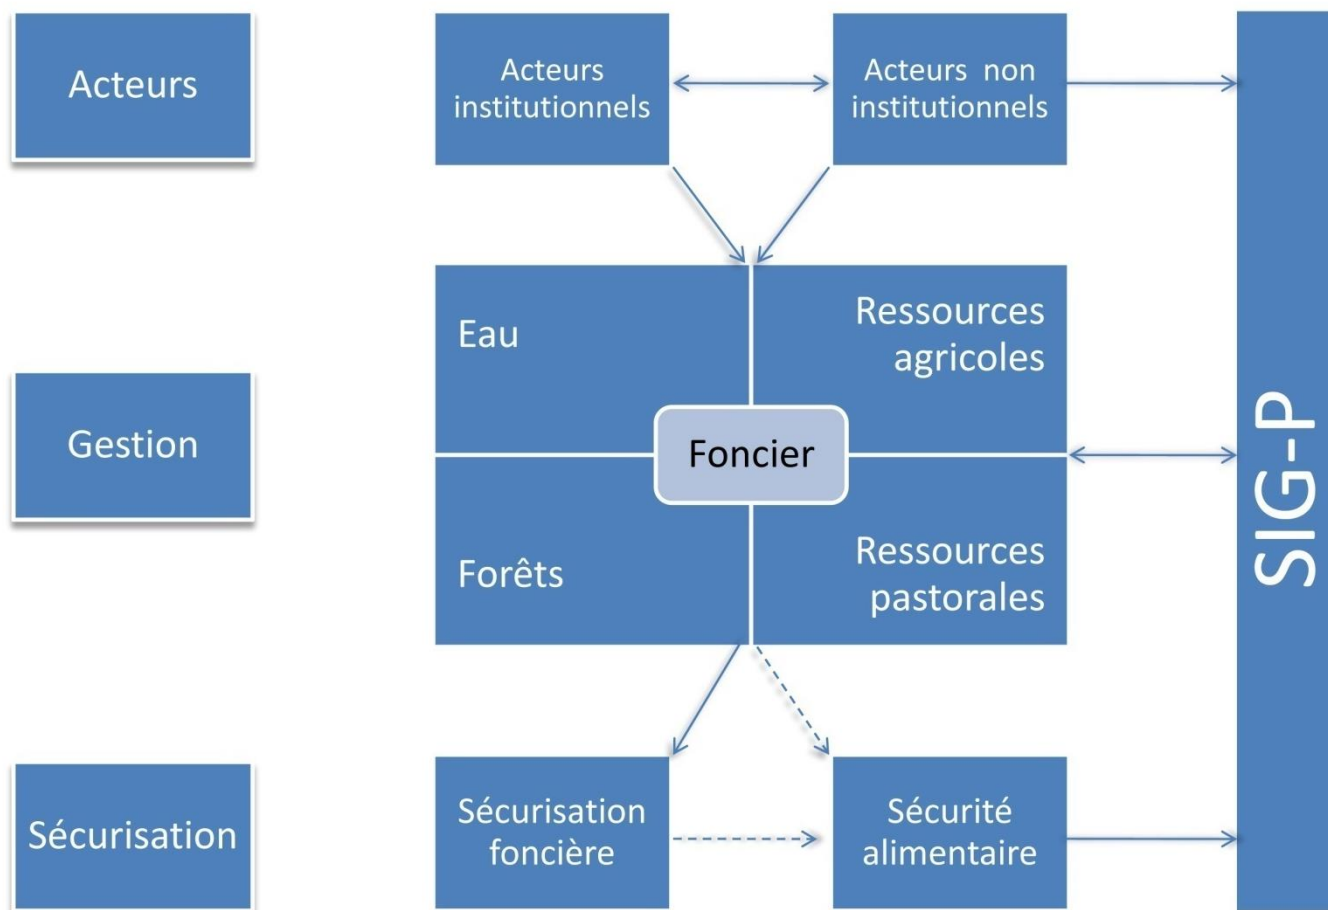 Acteurs
Acteurs
institutionnels
Acteurs non
institutionnels
Eau
Ressources
agricoles
Gestion
Foncier
SIG-P
Forêts
Ressources
pastorales
Sécurisation
Sécurisation
foncière
Sécurité
alimentaire